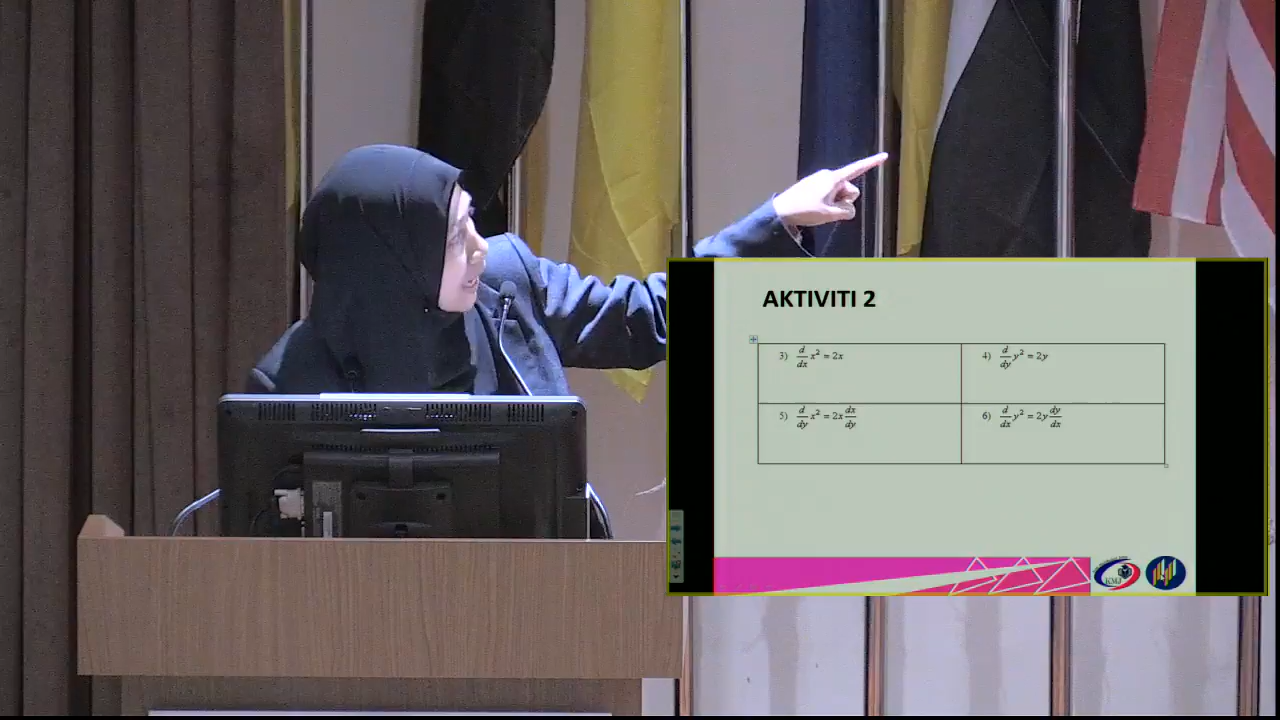 AKTIVITI 2
3) d/dx x² = 2x
4) d/dy y² = 2y
5) d/dy x² = 2x dx/dy
6) d/dx y² = 2y dy/dx
KMJ